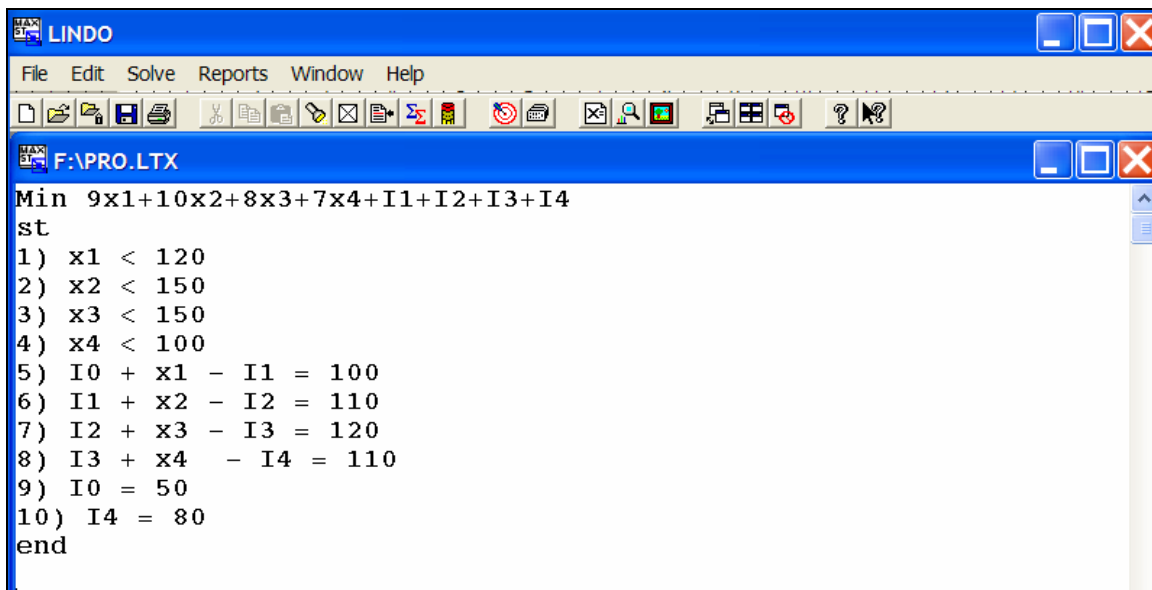 LINDO
File Edit Solve Reports Window Help
F:\PRO.LTX
Min 9x1+10x2+8x3+7x4+I1+I2+I3+I4
st
1) x1 < 120
2) x2 < 150
3) x3 < 150
4) x4 < 100
5) I0 + x1 - I1 = 100
6) I1 + x2 - I2 = 110
7) I2 + x3 - I3 = 120
8) I3 + x4  - I4 = 110
9) I0 = 50
10) I4 = 80
end